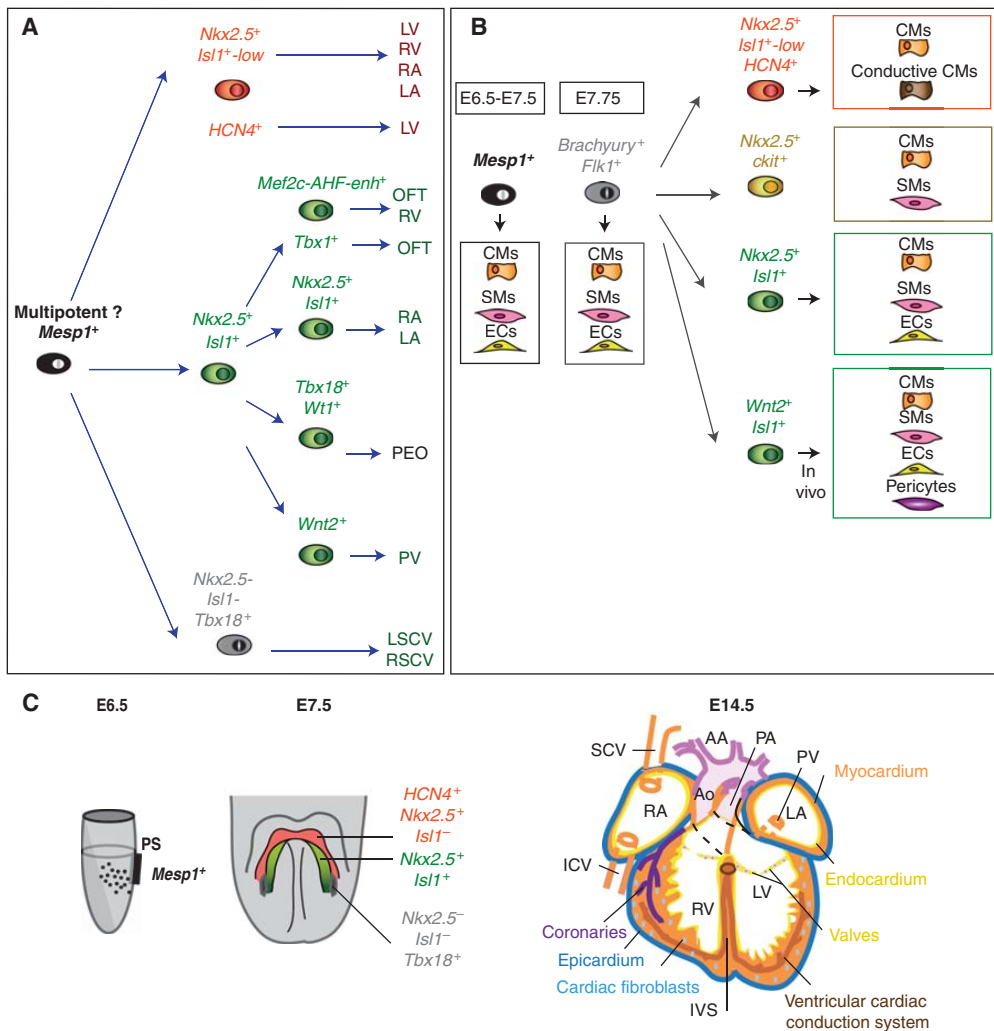 A
Nkx2.5+
Isl1+-low
LV
RV
RA
LA
HCN4+
LV
Mef2c-AHF-enh+
OFT
RV
Tbx1+
OFT
Nkx2.5+
Isl1+
RA
LA
Multipotent ?
Mesp1+
Nkx2.5+
Isl1+
Tbx18+
Wt1+
PEO
Wnt2+
PV
Nkx2.5-
Isl1-
Tbx18+
LSCV
RSCV
B
E6.5-E7.5
E7.75
Mesp1+
Brachyury+
Flk1+
CMs
SMs
ECs
CMs
SMs
ECs
Nkx2.5+
Isl1+-low
HCN4+
CMs
Conductive CMs
Nkx2.5+
ckit+
CMs
SMs
Nkx2.5+
Isl1+
CMs
SMs
ECs
Wnt2+
Isl1+
In
vivo
CMs
SMs
ECs
Pericytes
C
E6.5
PS
Mesp1+
E7.5
HCN4+
Nkx2.5+
Isl1−
Nkx2.5+
Isl1+
Nkx2.5−
Isl1−
Tbx18+
E14.5
SCV
AA
PA
PV
Myocardium
Ao
RA
LA
ICV
Endocardium
LV
RV
Coronaries
Valves
Epicardium
Cardiac fibroblasts
IVS
Ventricular cardiac
conduction system